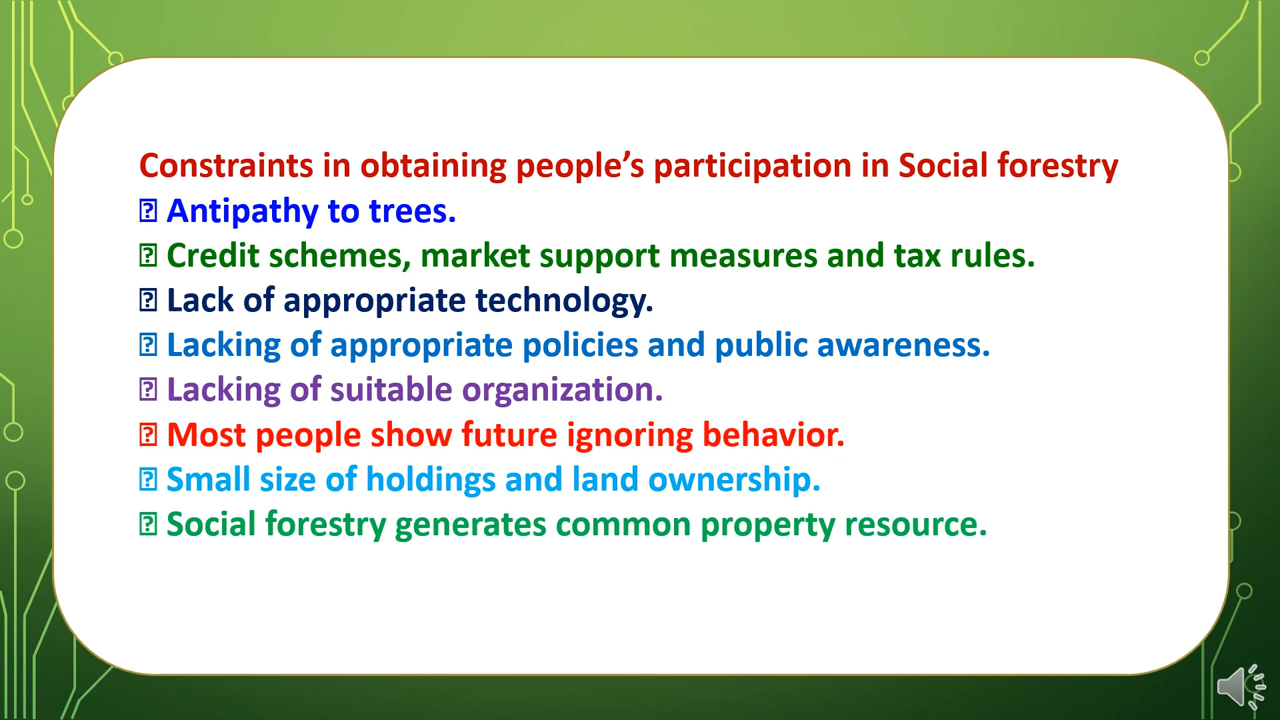 Constraints in obtaining people’s participation in Social forestry
⍰ Antipathy to trees.
⍰ Credit schemes, market support measures and tax rules.
⍰ Lack of appropriate technology.
⍰ Lacking of appropriate policies and public awareness.
⍰ Lacking of suitable organization.
⍰ Most people show future ignoring behavior.
⍰ Small size of holdings and land ownership.
⍰ Social forestry generates common property resource.